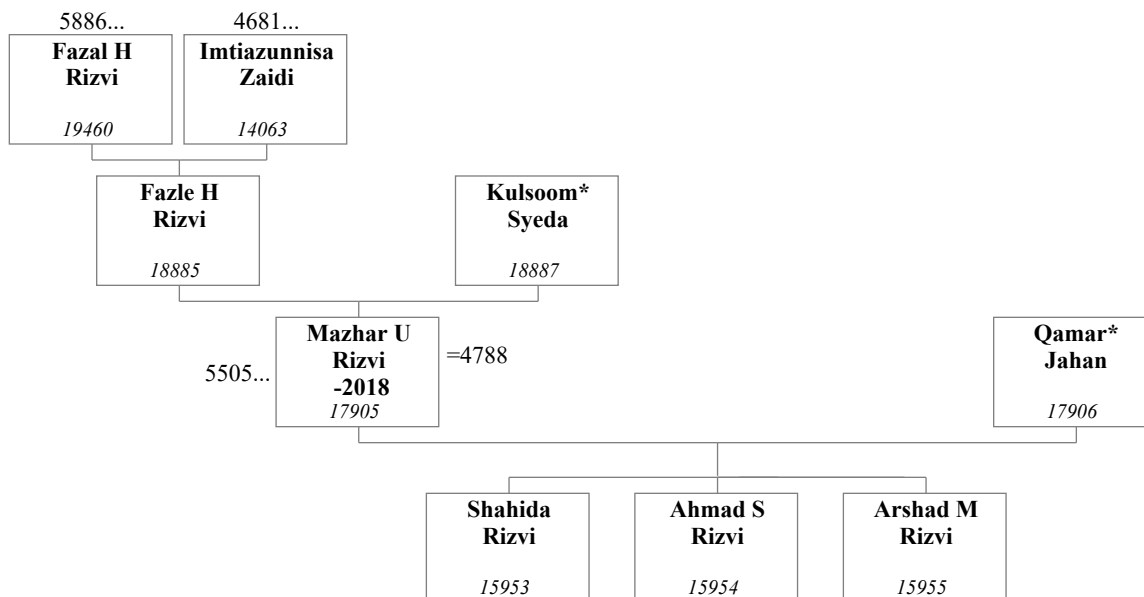 5886...
4681...
Fazal H
Rizvi
19460
Imtiazunnisa
Zaidi
14063
Fazle H
Rizvi
18885
Kulsoom*
Syeda
18887
5505...
Mazhar U
Rizvi
-2018
17905
=4788
Qamar*
Jahan
17906
Shahida
Rizvi
15953
Ahmad S
Rizvi
15954
Arshad M
Rizvi
15955